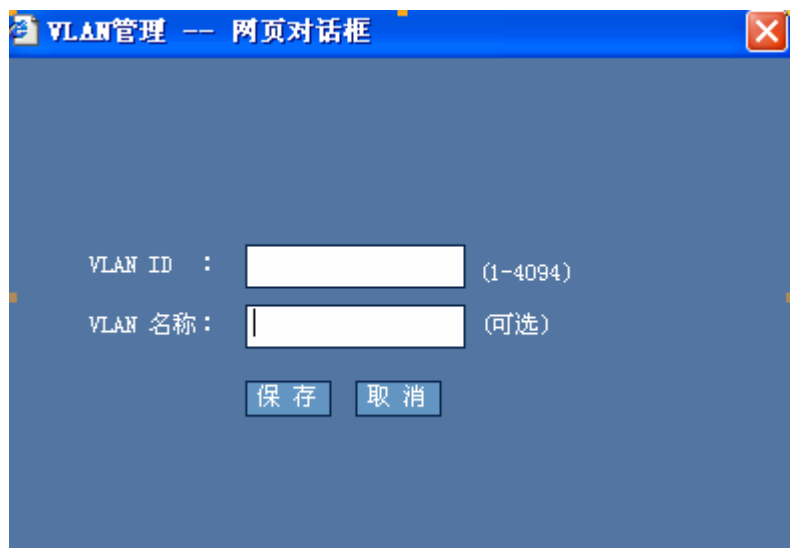 VLAN管理 -- 网页对话框
VLAN ID : (1-4094)
VLAN 名称: (可选)
保 存 取 消